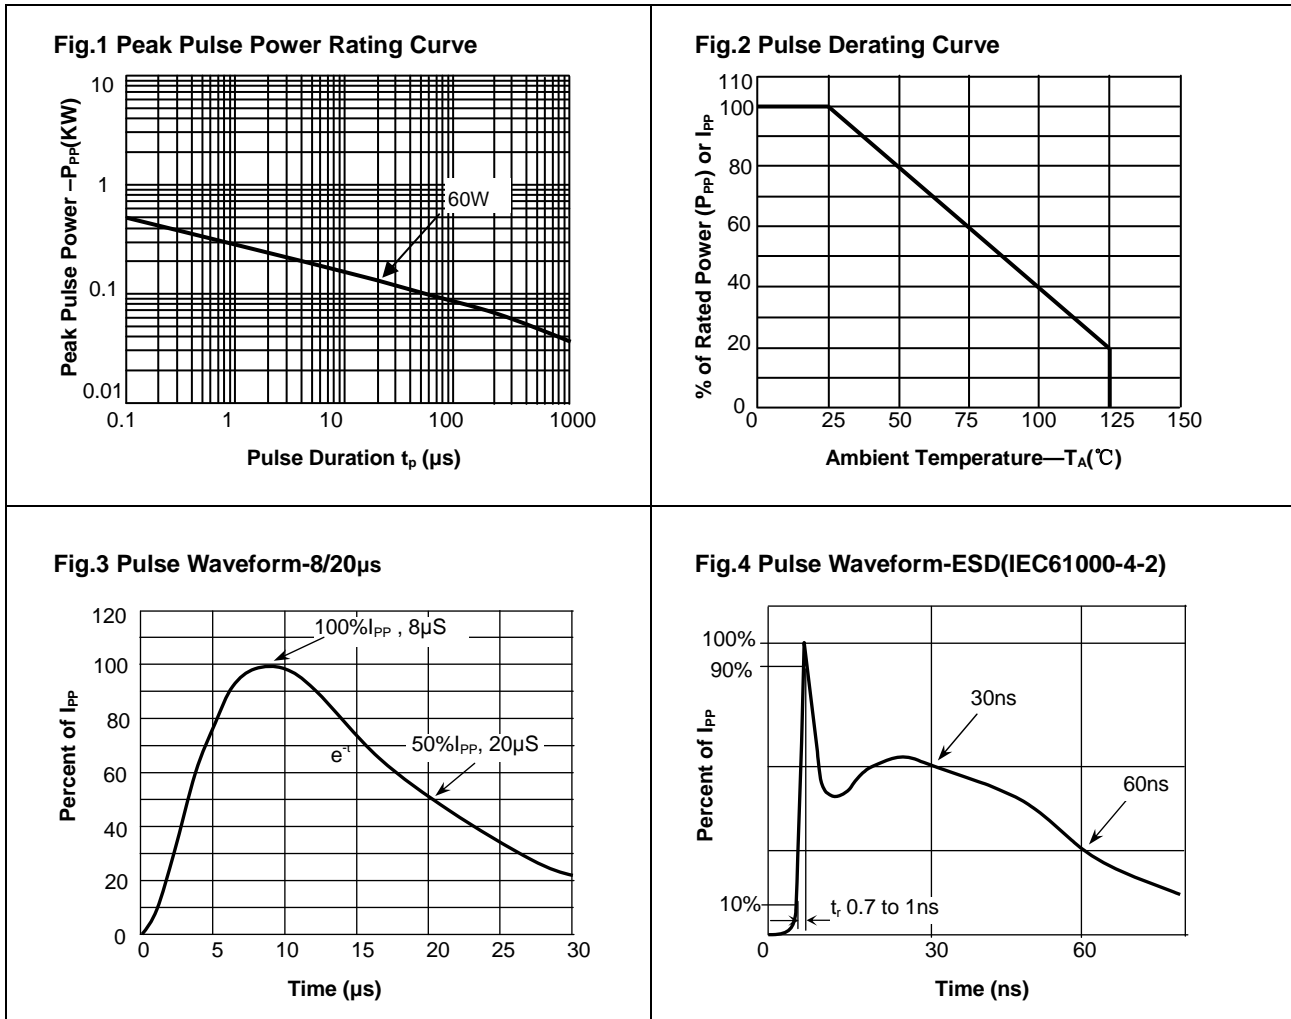 Fig.1 Peak Pulse Power Rating Curve
Peak Pulse Power –PPP(KW)
10
1
0.1
0.01
60W
0.1 1 10 100 1000
Pulse Duration tp (µs)
Fig.2 Pulse Derating Curve
% of Rated Power (PPP) or IPP
110
100
80
60
40
20
0
0 25 50 75 100 125 150
Ambient Temperature—TA(℃)
Fig.3 Pulse Waveform-8/20µs
Percent of IPP
120
100
80
60
40
20
0
100%IPP , 8µS
e-t
50%IPP, 20µS
0 5 10 15 20 25 30
Time (µs)
Fig.4 Pulse Waveform-ESD(IEC61000-4-2)
Percent of IPP
100%
90%
10%
30ns
60ns
tr 0.7 to 1ns
0 30 60
Time (ns)